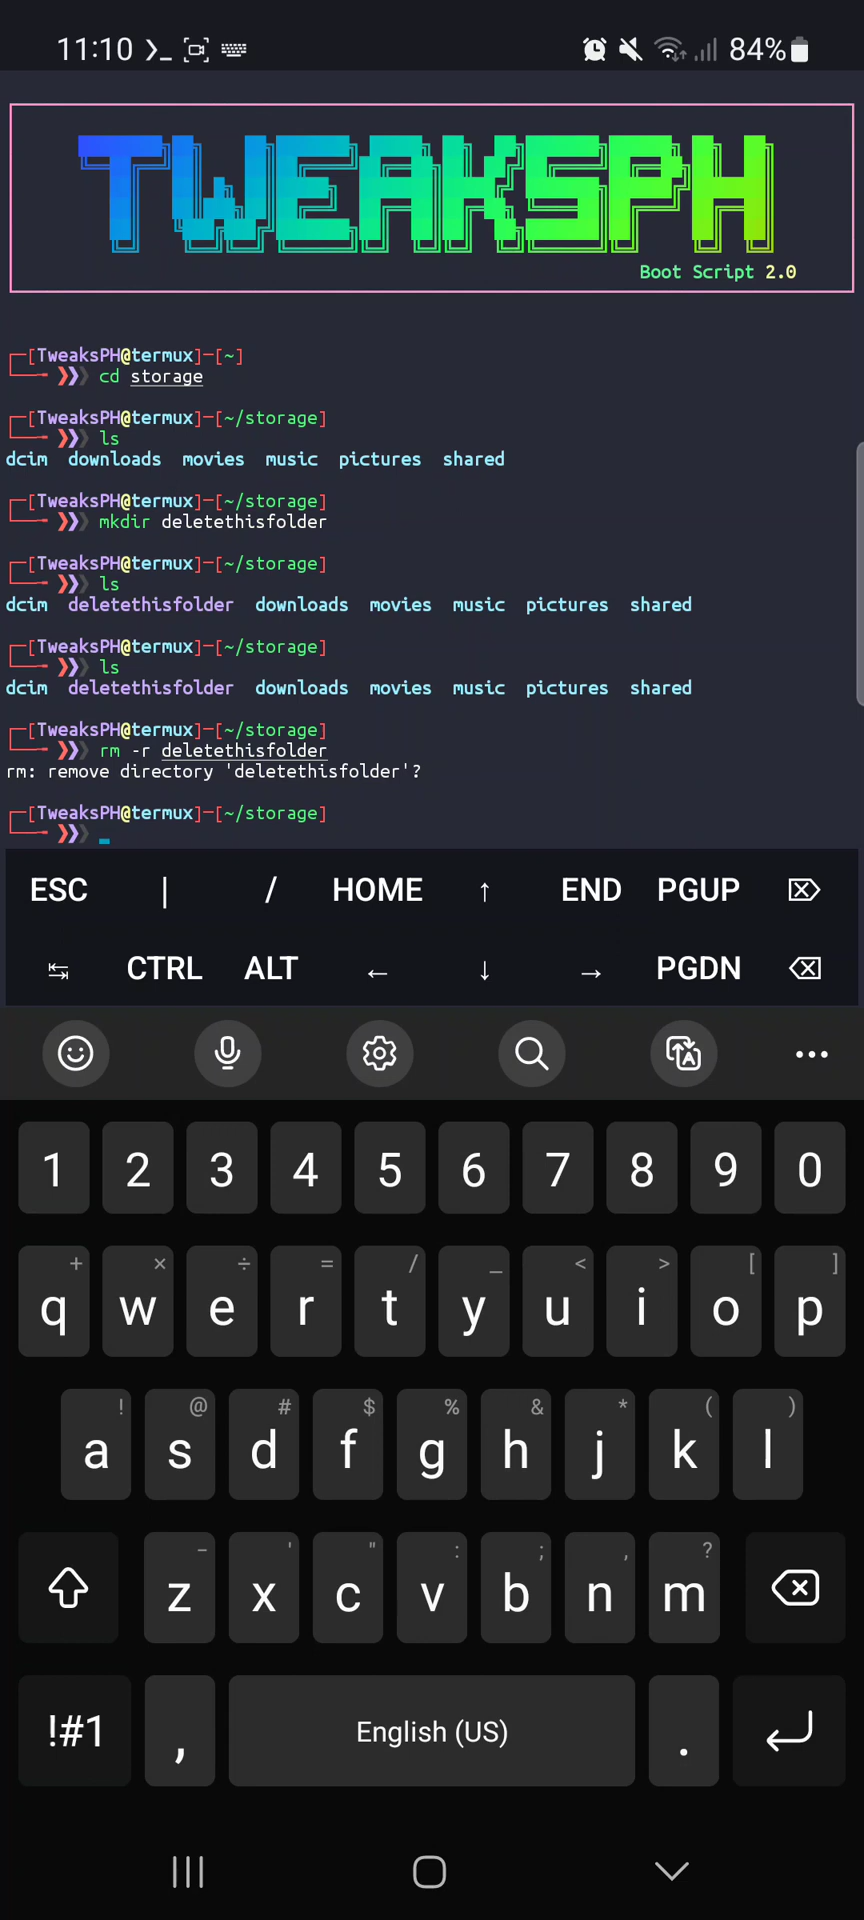 11:10 84%
TWEAKSPH
Boot Script 2.0
[TweaksPH@termux]-[~]
cd storage
[TweaksPH@termux]-[~/storage]
ls
dcim downloads movies music pictures shared
[TweaksPH@termux]-[~/storage]
mkdir deletethisfolder
[TweaksPH@termux]-[~/storage]
ls
dcim deletethisfolder downloads movies music pictures shared
[TweaksPH@termux]-[~/storage]
ls
dcim deletethisfolder downloads movies music pictures shared
[TweaksPH@termux]-[~/storage]
rm -r deletethisfolder
rm: remove directory 'deletethisfolder'?
[TweaksPH@termux]-[~/storage]
ESC | / HOME ↑ END PGUP
CTRL ALT ← ↓ → PGDN
1 2 3 4 5 6 7 8 9 0
+ × ÷ = / _ < > [ ]
q w e r t y u i o p
! @ # $ % & * ( )
a s d f g h j k l
- ' " : ; , ?
z x c v b n m
!#1 , English (US) .